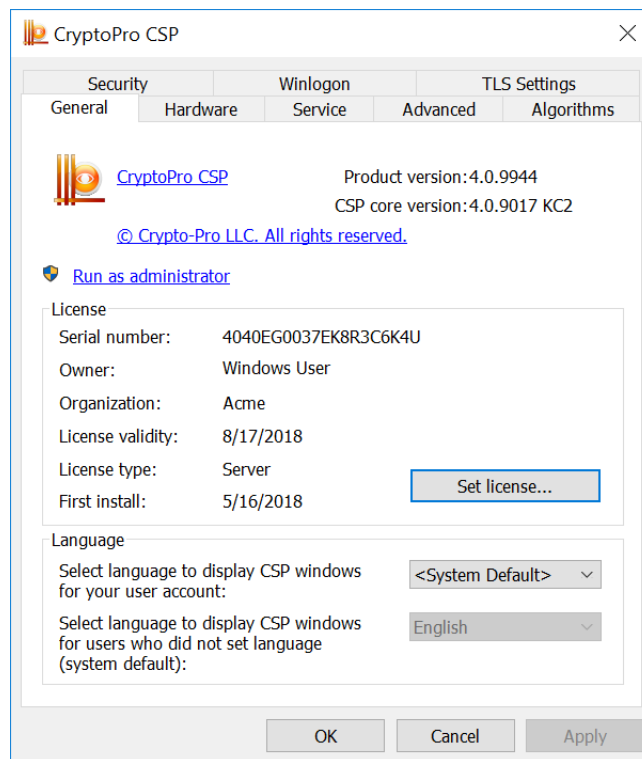 CryptoPro CSP
Security Winlogon TLS Settings
General Hardware Service Advanced Algorithms
CryptoPro CSP Product version:4.0.9944
CSP core version:4.0.9017 KC2
© Crypto-Pro LLC. All rights reserved.
Run as administrator
License
Serial number: 4040EG0037EK8R3C6K4U
Owner: Windows User
Organization: Acme
License validity: 8/17/2018
License type: Server
Set license...
First install: 5/16/2018
Language
Select language to display CSP windows
for your user account:
<System Default>
Select language to display CSP windows
for users who did not set language
(system default):
English
OK Cancel Apply